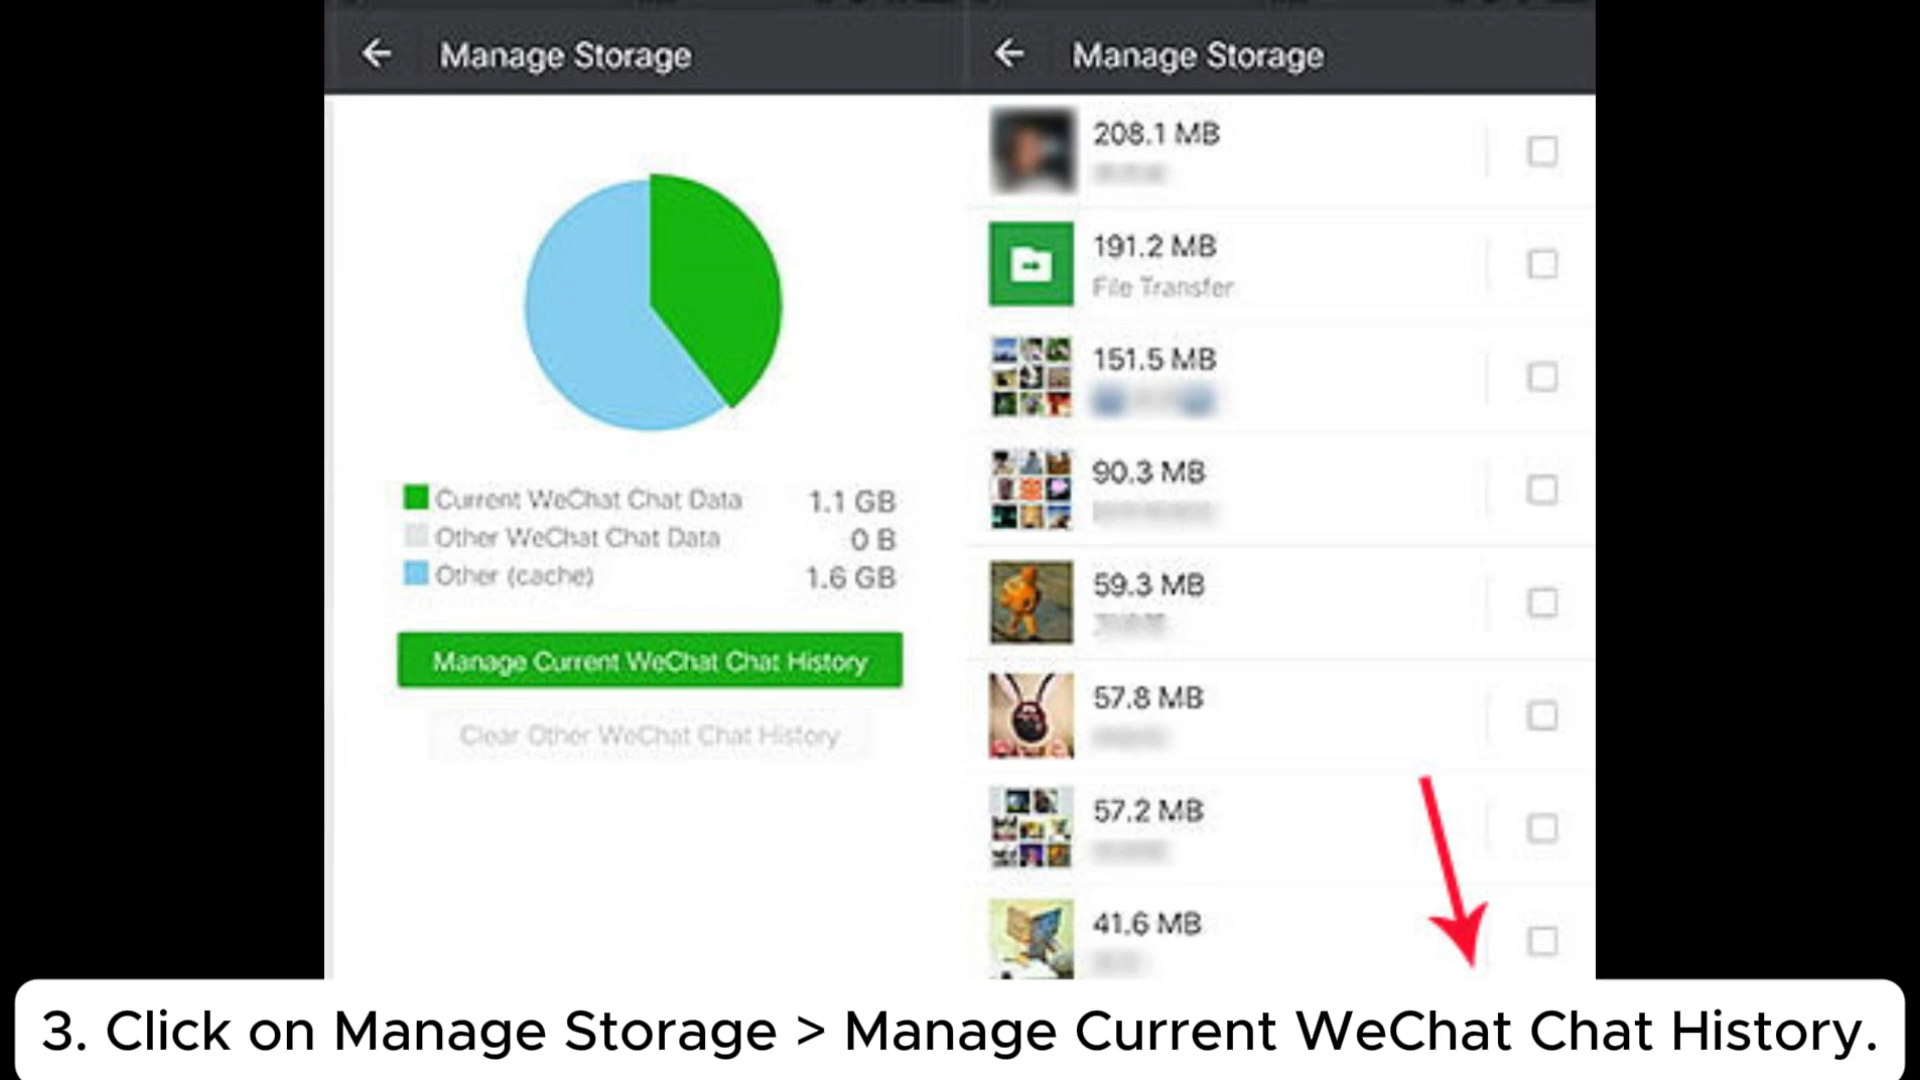 Manage Storage
Current WeChat Chat Data 1.1 GB
Other WeChat Chat Data 0 B
Other (cache) 1.6 GB
Manage Current WeChat Chat History
Clear Other WeChat Chat History
Manage Storage
208.1 MB
191.2 MB
File Transfer
151.5 MB
90.3 MB
59.3 MB
57.8 MB
57.2 MB
41.6 MB
3. Click on Manage Storage > Manage Current WeChat Chat History.